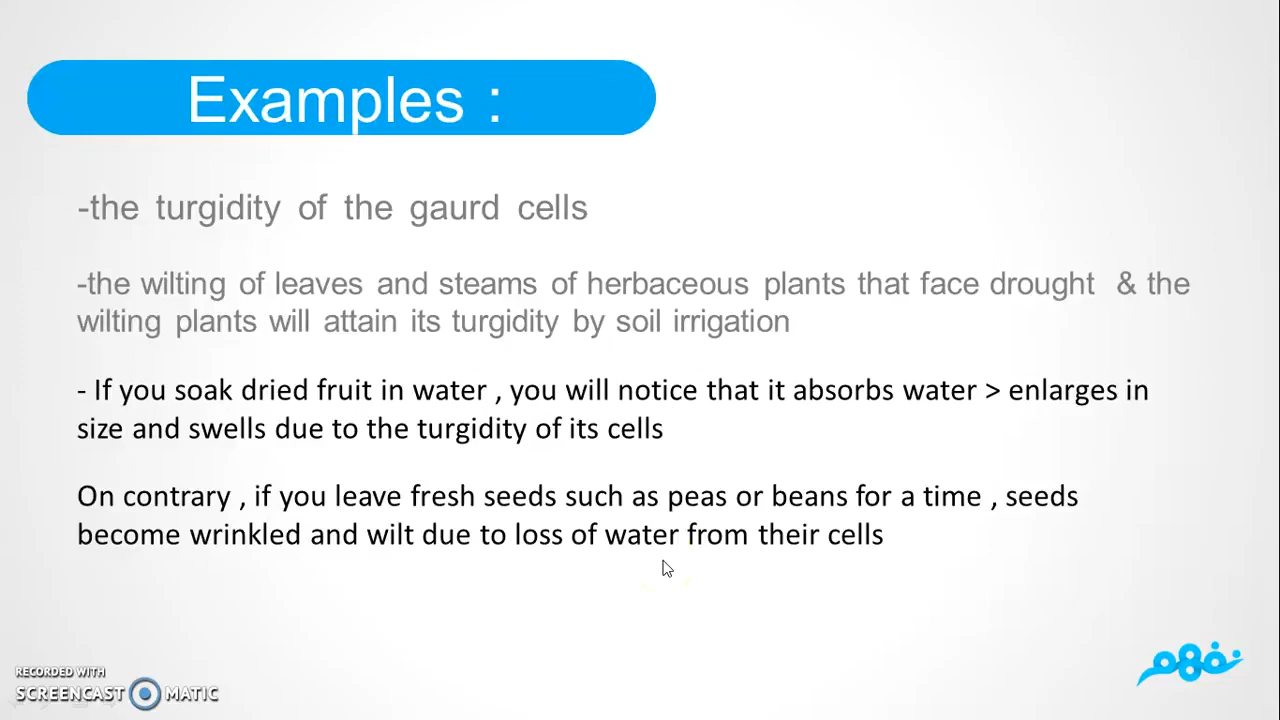 Examples :
-the turgidity of the gaurd cells
-the wilting of leaves and steams of herbaceous plants that face drought & the
wilting plants will attain its turgidity by soil irrigation
- If you soak dried fruit in water , you will notice that it absorbs water > enlarges in
size and swells due to the turgidity of its cells
On contrary , if you leave fresh seeds such as peas or beans for a time , seeds
become wrinkled and wilt due to loss of water from their cells
RECORDED WITH
SCREENCAST MATIC
نفهم